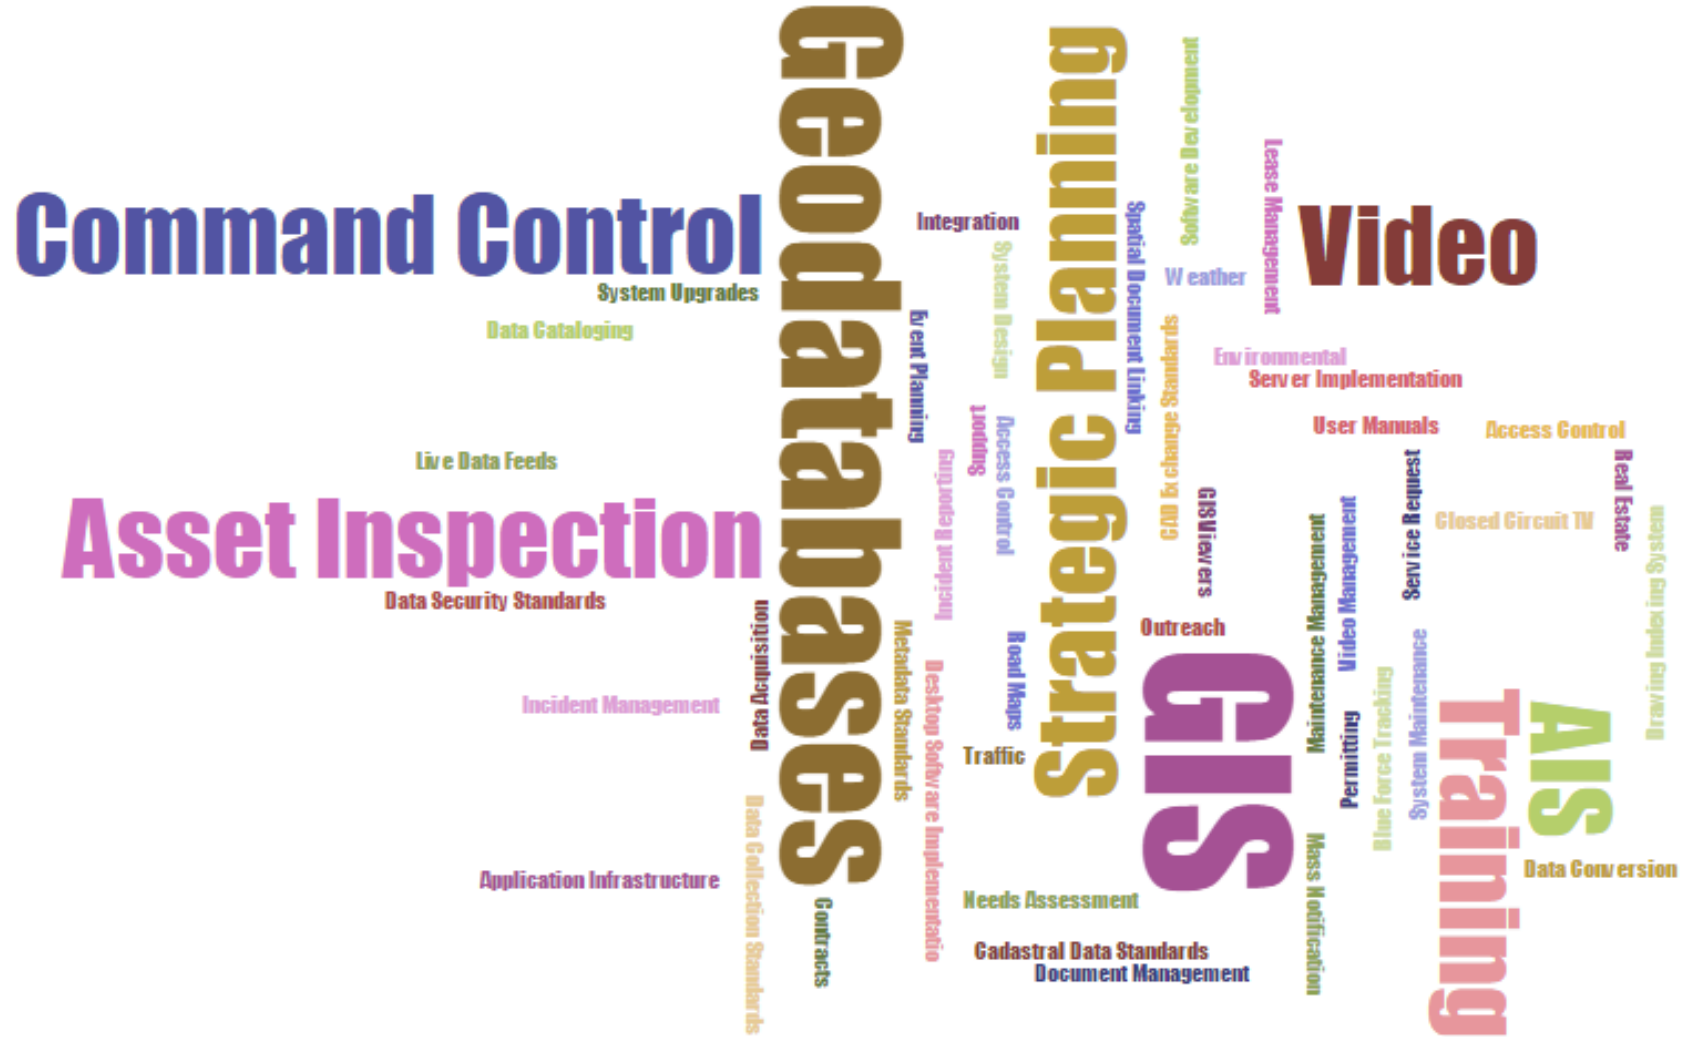 Geodatabases
Strategic Planning
Software Development
Lease Management
Command Control
Integration
Spatial Document Linking
Video
System Design
Weather
System Upgrades
Data Cataloging
Event Planning
CAD Exchange Standards
Environmental
Server Implementation
Support
Access Control
User Manuals
Access Control
Live Data Feeds
Incident Reporting
GIS Viewers
Service Request
Real Estate
Asset Inspection
Video Management
Maintenance Management
Closed Circuit TV
Drawing Indexing System
Data Security Standards
Data Acquisition
Metadata Standards
Road Maps
Outreach
System Maintenance
Desktop Software Implementatio
GIS
Blue Force Tracking
Training
AIS
Incident Management
Permitting
Traffic
Data Collection Standards
Mass Notification
Data Conversion
Application Infrastructure
Contracts
Needs Assessment
Cadastral Data Standards
Document Management